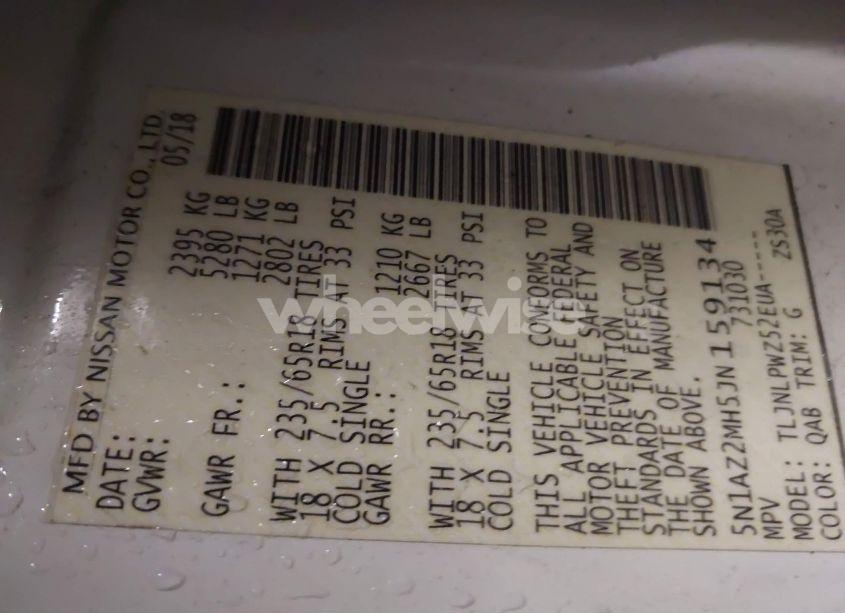 MFD BY NISSAN MOTOR CO., LTD.
DATE: 05/18
GVWR: 2395 KG
5280 LB
GAWR FR.: 1271 KG
2802 LB
WITH 235/65R18 TIRES
18 X 7.5 RIMS AT 33 PSI
COLD SINGLE
GAWR RR.: 1210 KG
2667 LB
WITH 235/65R18 TIRES
18 X 7.5 RIMS AT 33 PSI
COLD SINGLE
THIS VEHICLE CONFORMS TO
ALL APPLICABLE FEDERAL
MOTOR VEHICLE SAFETY AND
THEFT PREVENTION
STANDARDS IN EFFECT ON
THE DATE OF MANUFACTURE
SHOWN ABOVE.
5N1AZ2MH5JN159134
MPV 731030
MODEL: TLJNLPWZ52EUA-----
COLOR: QAB TRIM: G ZS30A
wheelwise